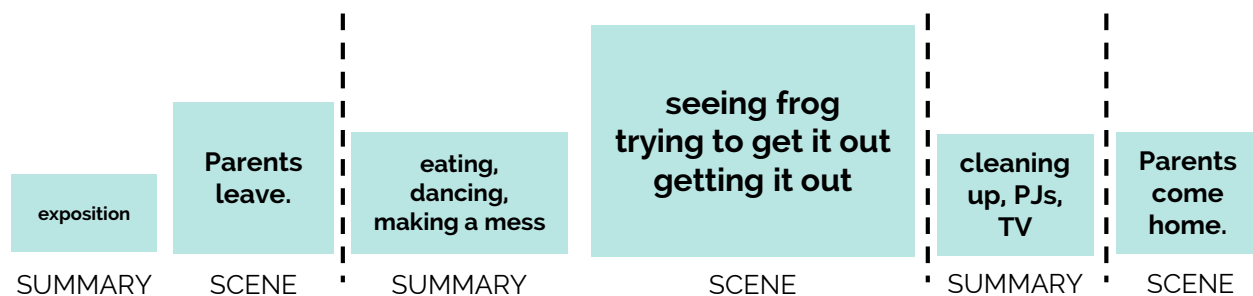 exposition
Parents
leave.
eating,
dancing,
making a mess
seeing frog
trying to get it out
getting it out
cleaning
up, PJs,
TV
Parents
come
home.
SUMMARY
SCENE
SUMMARY
SCENE
SUMMARY
SCENE